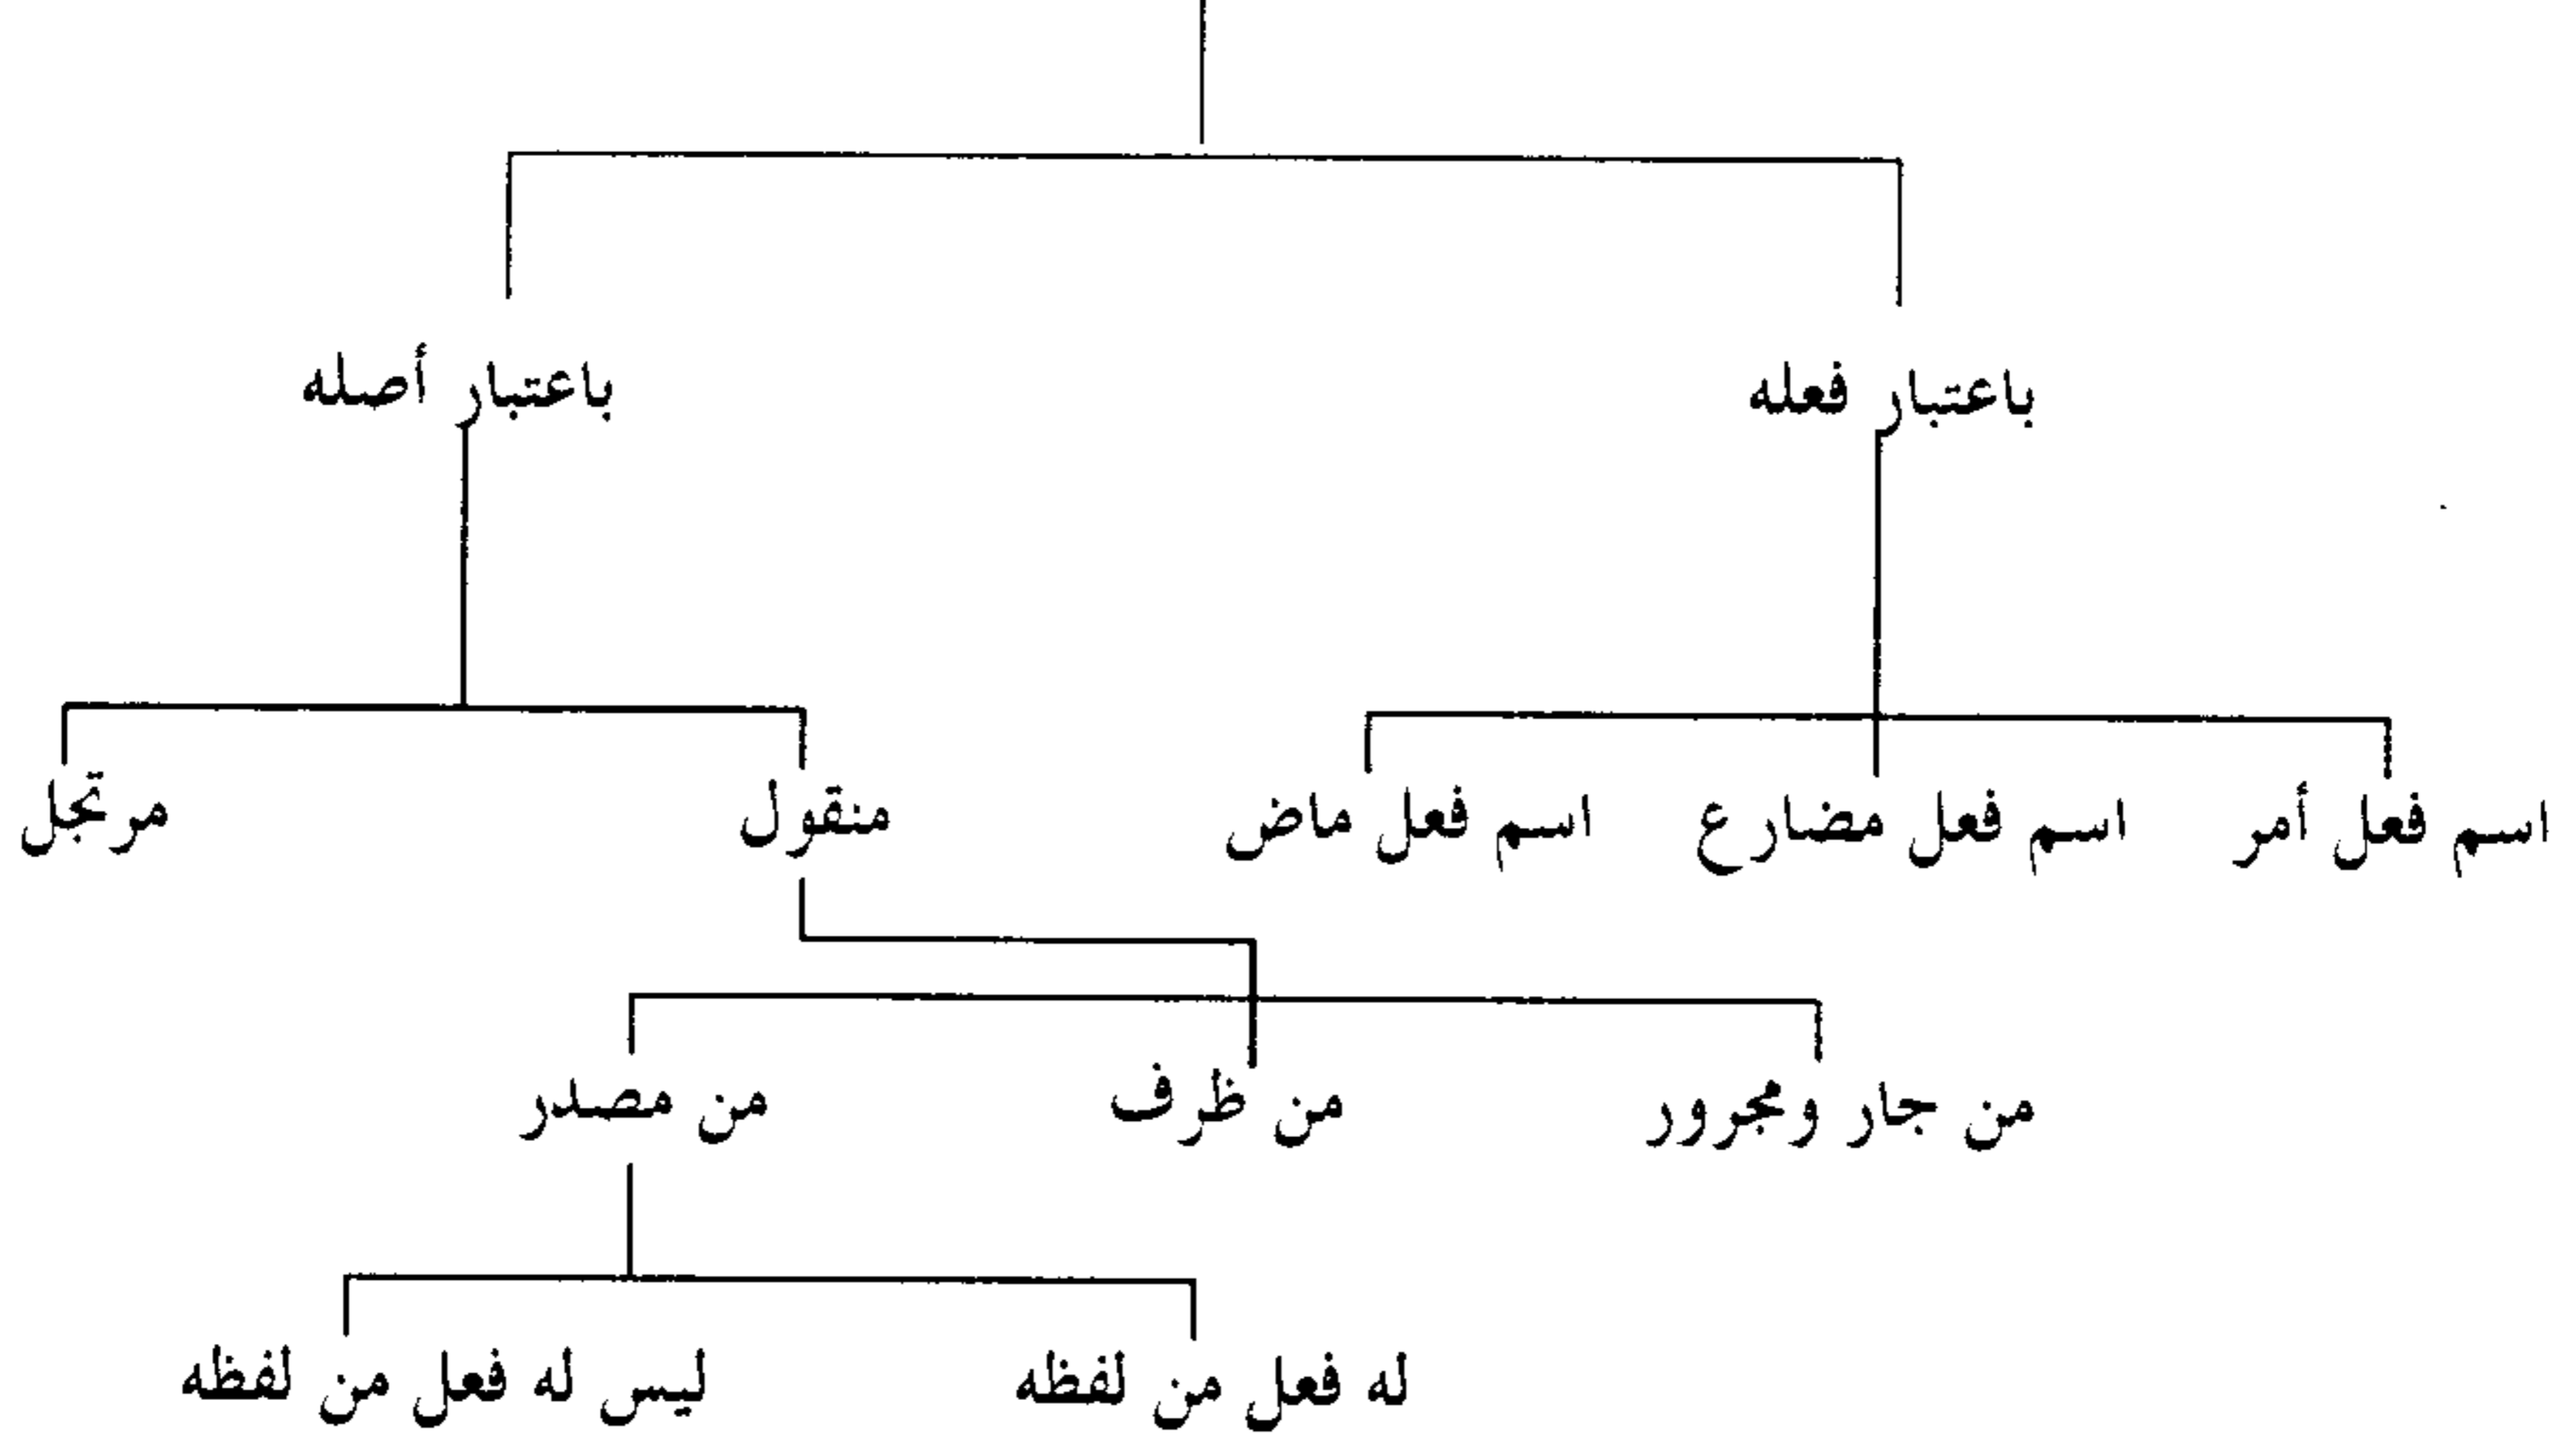 باعتبار فعله
باعتبار أصله
اسم فعل أمر
اسم فعل مضارع
اسم فعل ماض
منقول
مرتجل
من جار ومجرور
من ظرف
من مصدر
له فعل من لفظه
ليس له فعل من لفظه